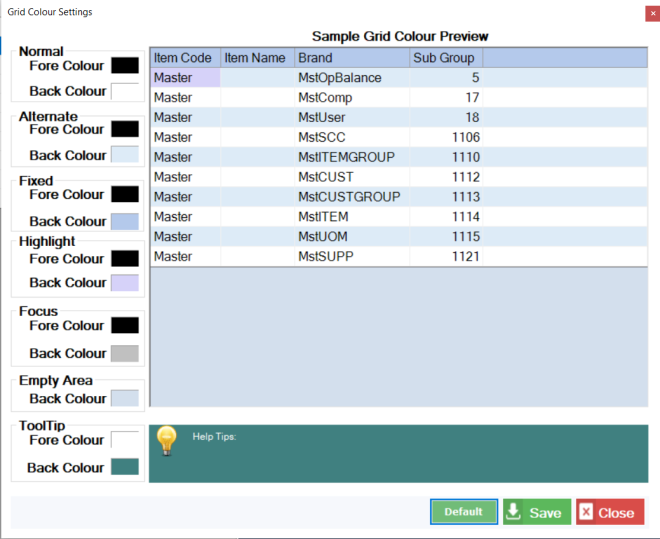 Grid Colour Settings
Sample Grid Colour Preview
Normal
Fore Colour
Back Colour
Alternate
Fore Colour
Back Colour
Fixed
Fore Colour
Back Colour
Highlight
Fore Colour
Back Colour
Focus
Fore Colour
Back Colour
Empty Area
Back Colour
ToolTip
Fore Colour
Back Colour
Item Code Item Name Brand Sub Group
Master MstOpBalance 5
Master MstComp 17
Master MstUser 18
Master MstSCC 1106
Master MstITEMGROUP 1110
Master MstCUST 1112
Master MstCUSTGROUP 1113
Master MstITEM 1114
Master MstUOM 1115
Master MstSUPP 1121
Help Tips:
Default Save Close